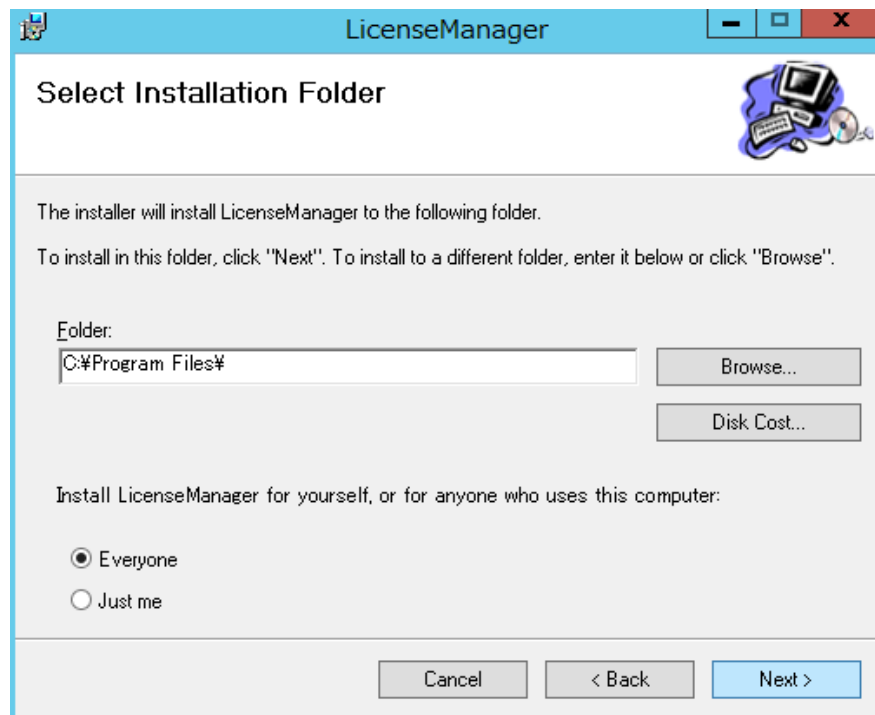 LicenseManager
Select Installation Folder
The installer will install LicenseManager to the following folder.
To install in this folder, click "Next". To install to a different folder, enter it below or click "Browse".
Folder:
C:¥Program Files¥
Browse...
Disk Cost...
Install LicenseManager for yourself, or for anyone who uses this computer:
Everyone
Just me
Cancel
< Back
Next >